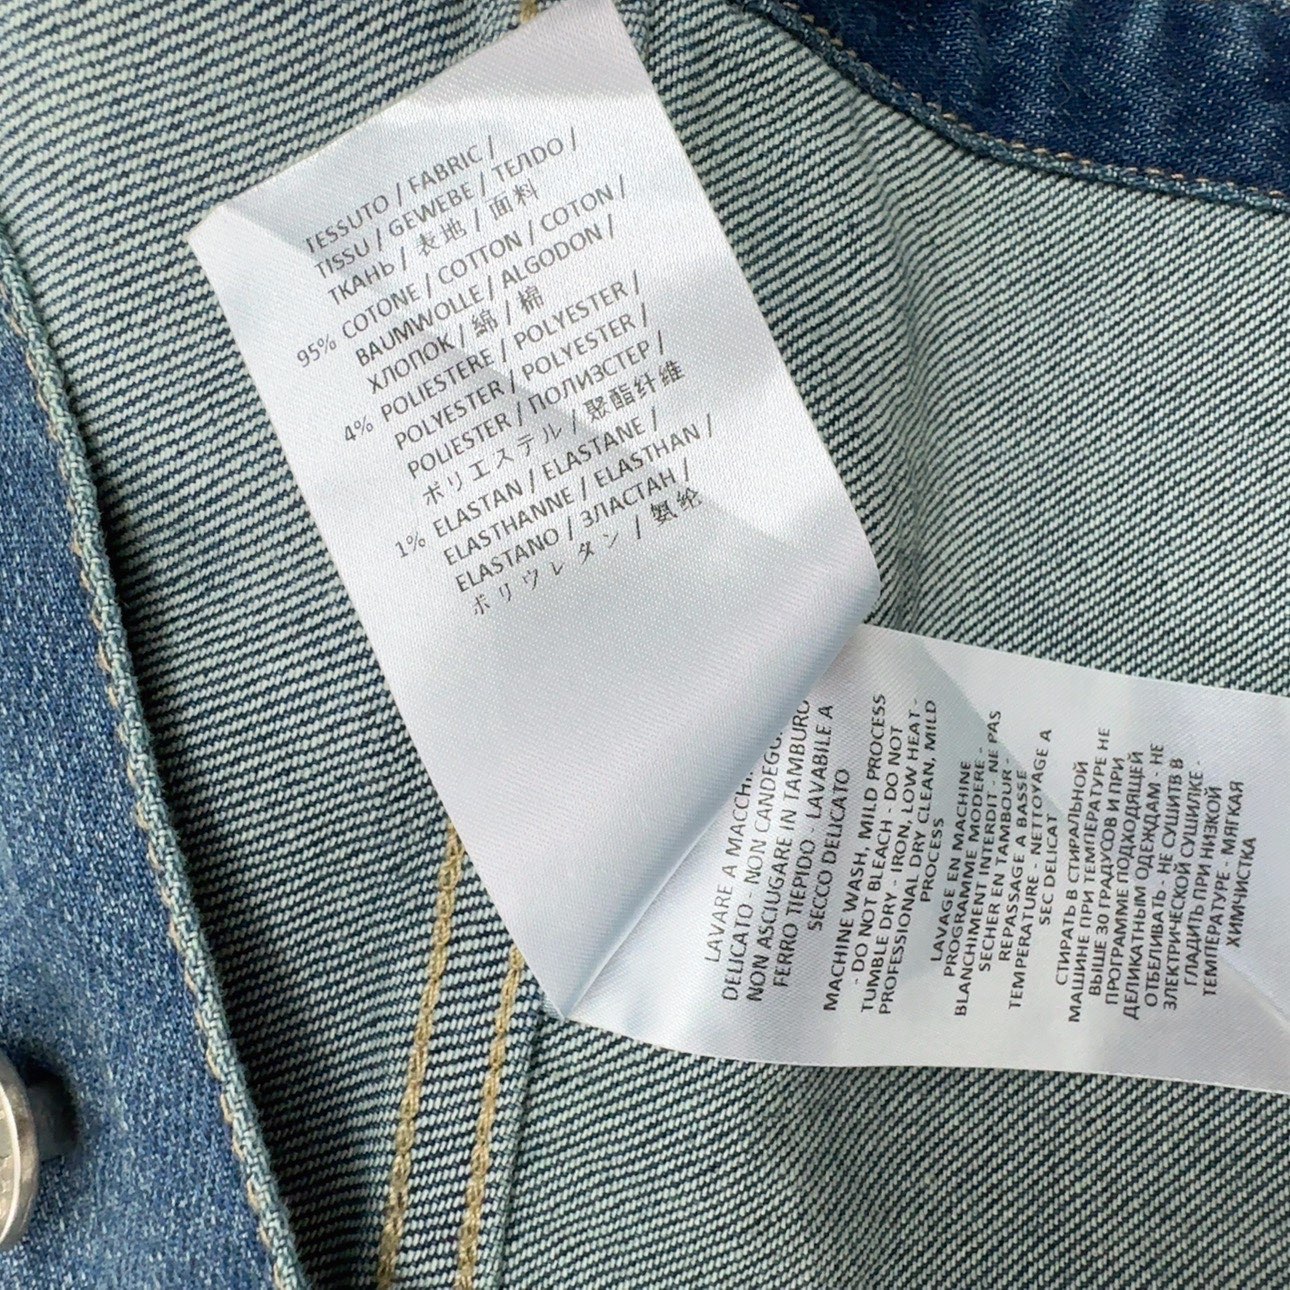 TESSUTO / FABRIC /
TISSU / GEWEBE / ТЕЛДО /
ТКАНЬ / 表地 / 面料
95% COTONE / COTTON / COTON /
BAUMWOLLE / ALGODON /
ХЛОПОК / 綿 / 棉
4% POLIESTERE / POLYESTER /
POLYESTER / POLYESTER /
POLIESTER / ПОЛИЭСТЕР /
ポリエステル / 聚酯纤维
1% ELASTAN / ELASTANE /
ELASTHANNE / ELASTHAN /
ELASTANO / ЭЛАСТАН /
ポリウレタン / 氨纶
LAVARE A MACCH
DELICATO - NON CANDEGG
NON ASCIUGARE IN TAMBURO
FERRO TIEPIDO - LAVABILE A
SECCO DELICATO
MACHINE WASH, MILD PROCESS
- DO NOT BLEACH - DO NOT
TUMBLE DRY - IRON, LOW HEAT -
PROFESSIONAL DRY CLEAN, MILD
PROCESS
LAVAGE EN MACHINE
PROGRAMME MODERE -
BLANCHIMENT INTERDIT - NE PAS
SECHER EN TAMBOUR -
REPASSAGE A BASSE
TEMPERATURE - NETTOYAGE A
SEC DELICAT
СТИРАТЬ В СТИРАЛЬНОЙ
МАШИНЕ ПРИ ТЕМПЕРАТУРЕ НЕ
ВЫШЕ 30 ГРАДУСОВ И ПРИ
ПРОГРАММЕ ПОДХОДЯЩЕЙ
ДЕЛИКАТНЫМ ОДЕЖДАМ - НЕ
ОТБЕЛИВАТЬ - НЕ СУШИТВ В
ЭЛЕКТРИЧЕСКОЙ СУШИЛКЕ -
ГЛАДИТЬ ПРИ НИЗКОЙ
ТЕМПЕРАТУРЕ - МЯГКАЯ
ХИМЧИСТКА